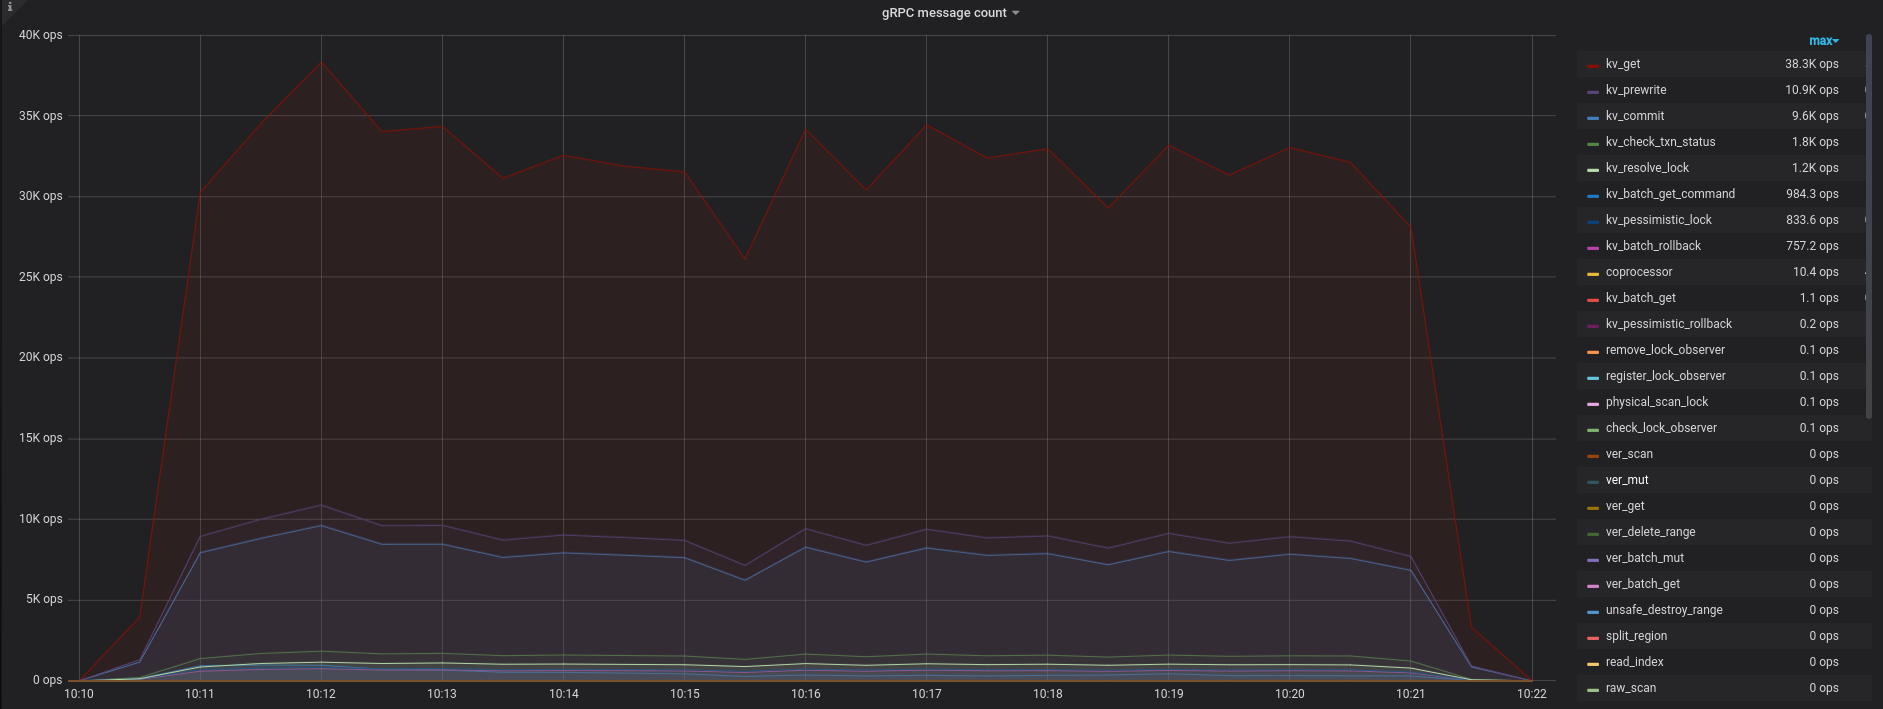 i
gRPC message count
40K ops
35K ops
30K ops
25K ops
20K ops
15K ops
10K ops
5K ops
0 ops
10:10 10:11 10:12 10:13 10:14 10:15 10:16 10:17 10:18 10:19 10:20 10:21 10:22
max
kv_get 38.3K ops
kv_prewrite 10.9K ops
kv_commit 9.6K ops
kv_check_txn_status 1.8K ops
kv_resolve_lock 1.2K ops
kv_batch_get_command 984.3 ops
kv_pessimistic_lock 833.6 ops
kv_batch_rollback 757.2 ops
coprocessor 10.4 ops
kv_batch_get 1.1 ops
kv_pessimistic_rollback 0.2 ops
remove_lock_observer 0.1 ops
register_lock_observer 0.1 ops
physical_scan_lock 0.1 ops
check_lock_observer 0.1 ops
ver_scan 0 ops
ver_mut 0 ops
ver_get 0 ops
ver_delete_range 0 ops
ver_batch_mut 0 ops
ver_batch_get 0 ops
unsafe_destroy_range 0 ops
split_region 0 ops
read_index 0 ops
raw_scan 0 ops